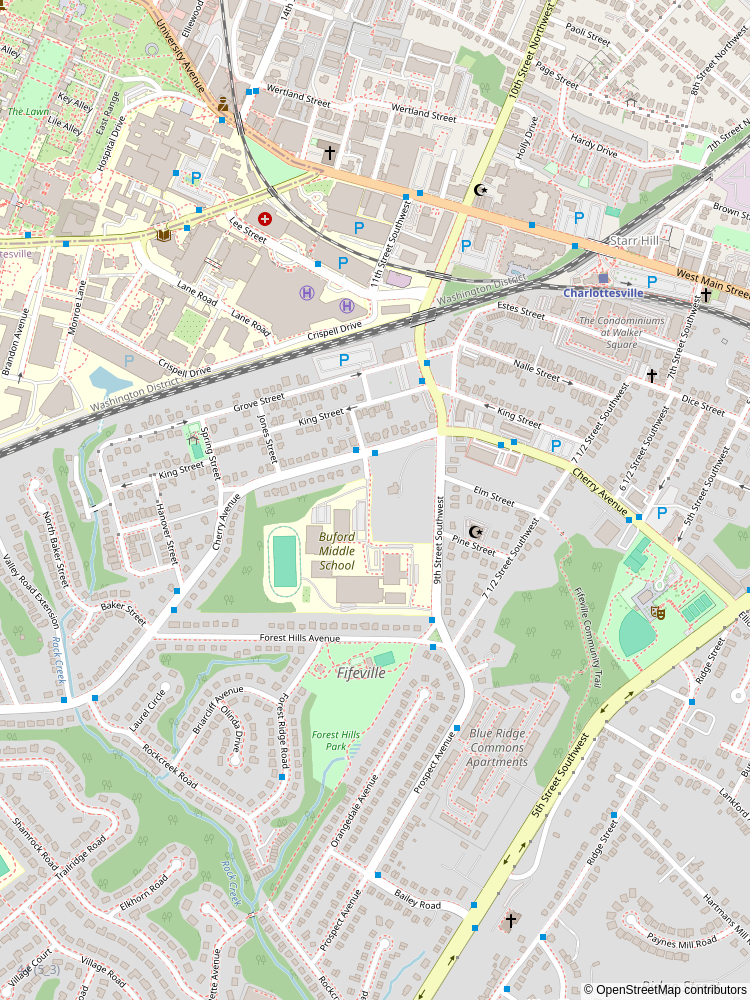 Ellewood
14th
University Avenue
Alley
Key Alley
Lile Alley
The Lawn
East Range
Hospital Drive
Wertland Street
Wertland Street
10th Street Northwest
Paoli Street
Page Street
8th Street Northwest
Holly Drive
Hardy Drive
7th Street N
Brown St
P
P
P
P
P
P
Starr Hill
West Main Street
Lee Street
11th Street Southwest
ottesville
Washington District
Charlottesville
H
H
Lane Road
Lane Road
Monroe Lane
Brandon Avenue
Crispell Drive
Crispell Drive
Estes Street
The Condominiums
at Walker
Square
7th Street Southwest
P
P
Washington District
Nalle Street
Dice Street
Grove Street
King Street
King Street
King Street
Jones Street
Spring Street
P
7 1/2 Street Southwest
6 1/2 Street Southwest
5th Street Southwest
Cherry Avenue
Cherry Avenue
Elm Street
P
Pine Street
9th Street Southwest
7 1/2 Street Southwest
Hanover Street
North Baker Street
Baker Street
Valley Road Extension
Rock Creek
Buford
Middle
School
Fifeville Community Trail
Forest Hills Avenue
Fifeville
Ridge Street
Laurel Circle
Briarcliff Avenue
Olinda Drive
Forest Ridge Road
Rockcreek Road
Forest Hills
Park
Blue Ridge
Commons
Apartments
Prospect Avenue
Orangedale Avenue
5th Street Southwest
Ridge Street
Lankford
Shamrock Road
Trailridge Road
Elkhorn Road
Rock Creek
Bailey Road
Prospect Avenue
Hartmans Mill R
Paynes Mill Road
Village Court
Village Road
Rockc
© OpenStreetMap contributors